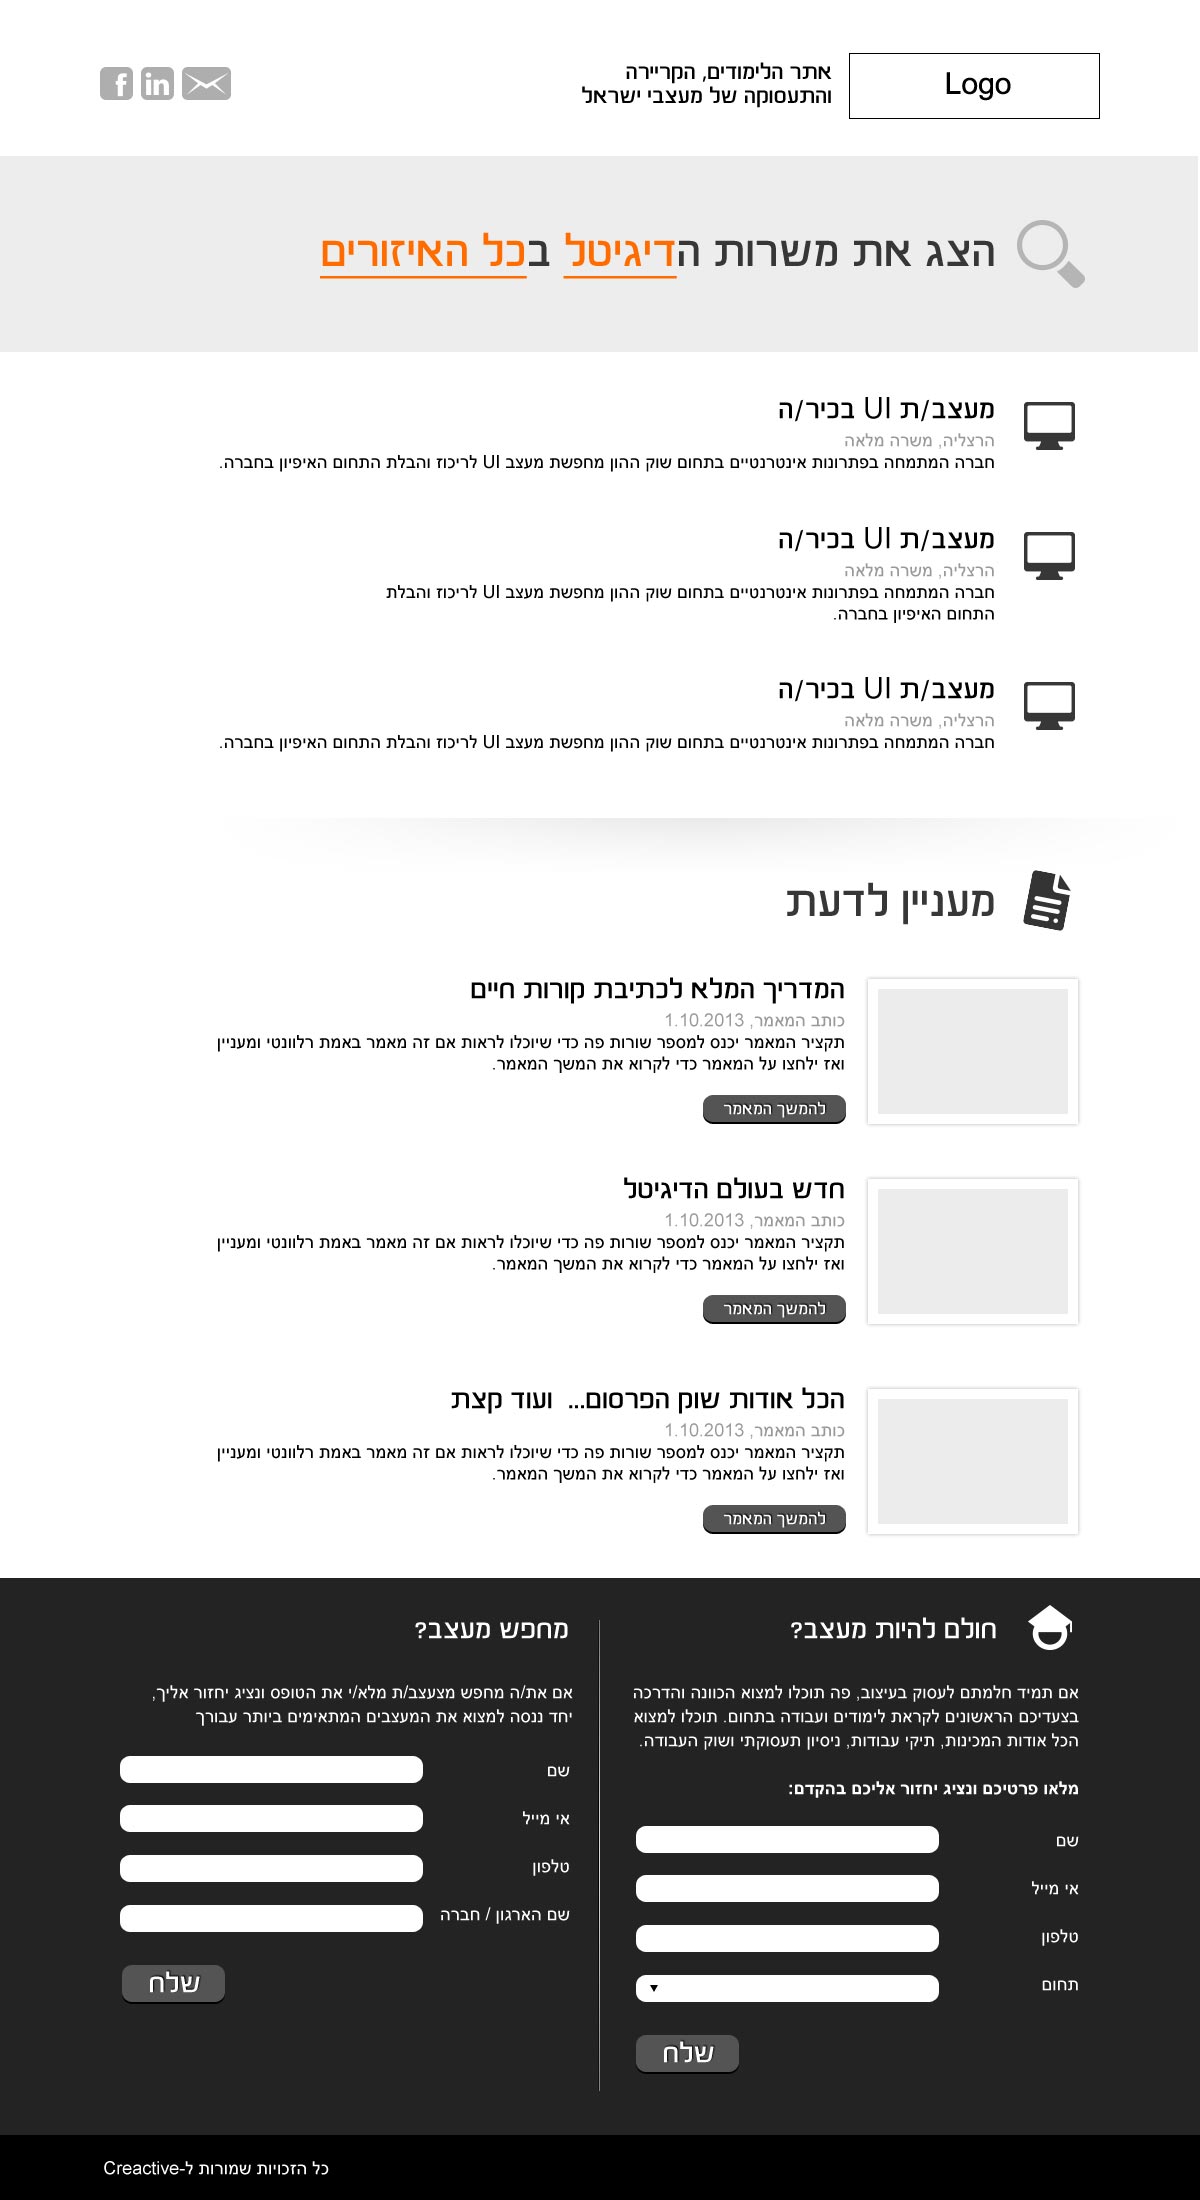 Logo
אתר הלימודים, הקריירה
והתעסוקה של מעצבי ישראל
הצג את משרות הדיגיטל בכל האיזורים
מעצב/ת UI בכיר/ה
הרצליה, משרה מלאה
חברה המתמחה בפתרונות אינטרנטיים בתחום שוק ההון מחפשת מעצב UI לריכוז והבלת התחום האיפיון בחברה.
מעצב/ת UI בכיר/ה
הרצליה, משרה מלאה
חברה המתמחה בפתרונות אינטרנטיים בתחום שוק ההון מחפשת מעצב UI לריכוז והבלת
התחום האיפיון בחברה.
מעצב/ת UI בכיר/ה
הרצליה, משרה מלאה
חברה המתמחה בפתרונות אינטרנטיים בתחום שוק ההון מחפשת מעצב UI לריכוז והבלת התחום האיפיון בחברה.
מעניין לדעת
המדריך המלא לכתיבת קורות חיים
כותב המאמר, 1.10.2013
תקציר המאמר יכנס למספר שורות פה כדי שיוכלו לראות אם זה מאמר באמת רלוונטי ומעניין
ואז ילחצו על המאמר כדי לקרוא את המשך המאמר.
להמשך המאמר
חדש בעולם הדיגיטל
כותב המאמר, 1.10.2013
תקציר המאמר יכנס למספר שורות פה כדי שיוכלו לראות אם זה מאמר באמת רלוונטי ומעניין
ואז ילחצו על המאמר כדי לקרוא את המשך המאמר.
להמשך המאמר
הכל אודות שוק הפרסום... ועוד קצת
כותב המאמר, 1.10.2013
תקציר המאמר יכנס למספר שורות פה כדי שיוכלו לראות אם זה מאמר באמת רלוונטי ומעניין
ואז ילחצו על המאמר כדי לקרוא את המשך המאמר.
להמשך המאמר
חולם להיות מעצב?
אם תמיד חלמתם לעסוק בעיצוב, פה תוכלו למצוא הכוונה והדרכה
בצעדיכם הראשונים לקראת לימודים ועבודה בתחום. תוכלו למצוא
הכל אודות המכינות, תיקי עבודות, ניסיון תעסוקתי ושוק העבודה.
מלאו פרטיכם ונציג יחזור אליכם בהקדם:
שם
אי מייל
טלפון
תחום
שלח
מחפש מעצב?
אם את/ה מחפש מצעצב/ת מלא/י את הטופס ונציג יחזור אליך,
יחד ננסה למצוא את המעצבים המתאימים ביותר עבורך
שם
אי מייל
טלפון
שם הארגון / חברה
שלח
כל הזכויות שמורות ל-Creactive